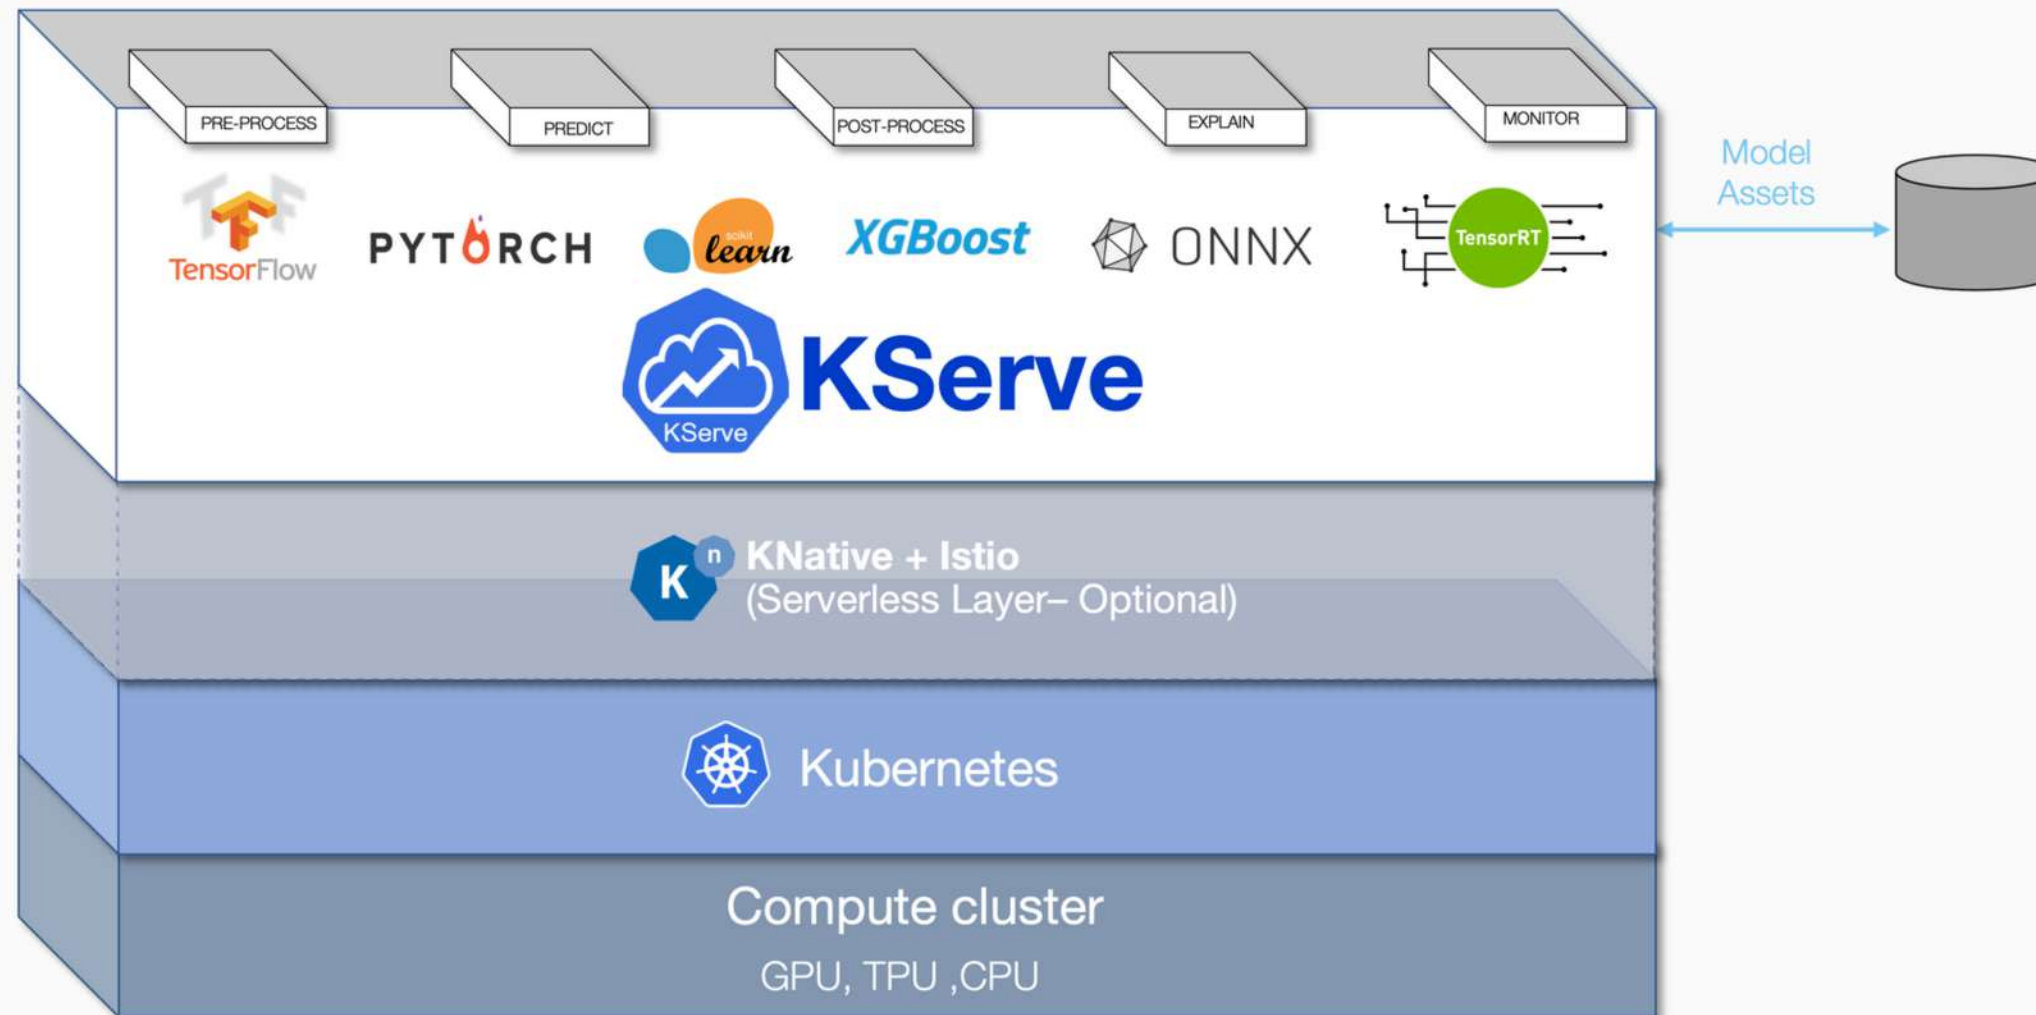 PRE-PROCESS
PREDICT
POST-PROCESS
EXPLAIN
MONITOR
Model
Assets
TensorFlow
PYTORCH
scikit
learn
XGBoost
ONNX
TensorRT
KServe
KServe
K
n
KNative + Istio
(Serverless Layer– Optional)
Kubernetes
Compute cluster
GPU, TPU ,CPU